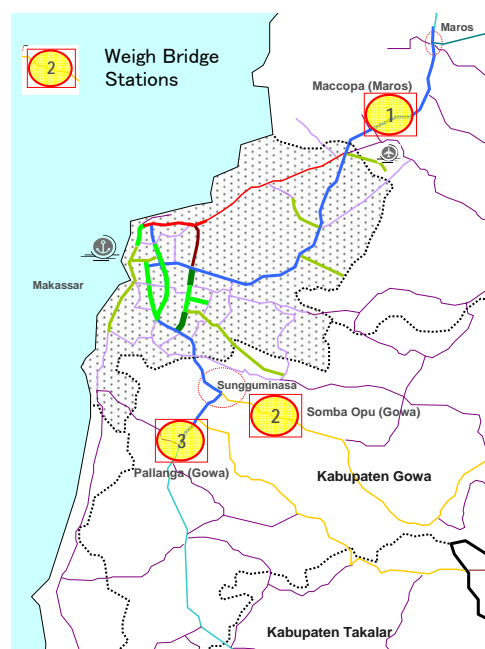 Maros
2
Weigh Bridge
Stations
Maccopa (Maros)
1
Makassar
Sungguminasa
2
Somba Opu (Gowa)
3
Pallanga (Gowa)
Kabupaten Gowa
Kabupaten Takalar